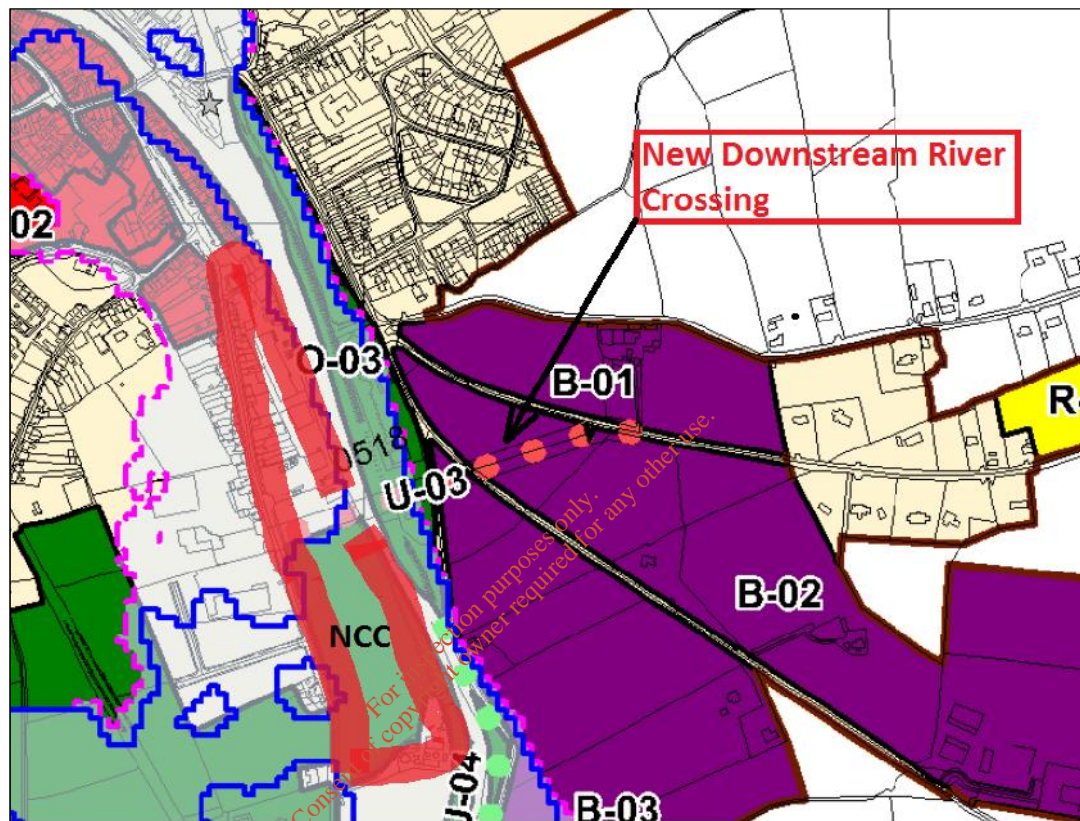 New Downstream River
Crossing
02
O-03
B-01
R-
0518
U-03
B-02
NCC
U-04
B-03
For inspection purposes only.
Consent of copyright owner required for any other use.